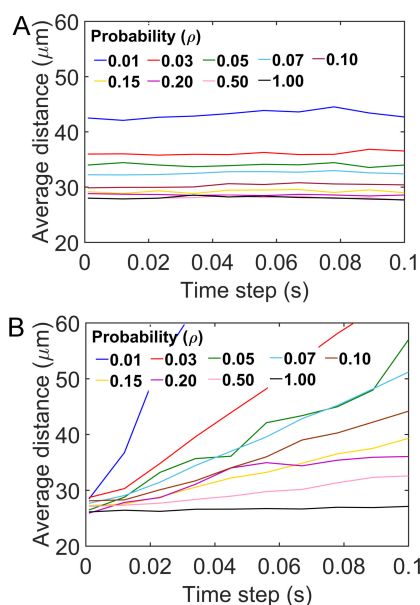 A
Average distance (μm)
60
50
40
30
20
Probability (ρ)
0.01 0.03 0.05 0.07 0.10
0.15 0.20 0.50 1.00
0 0.02 0.04 0.06 0.08 0.1
Time step (s)
B
Average distance (μm)
60
50
40
30
20
Probability (ρ)
0.01 0.03 0.05 0.07 0.10
0.15 0.20 0.50 1.00
0 0.02 0.04 0.06 0.08 0.1
Time step (s)